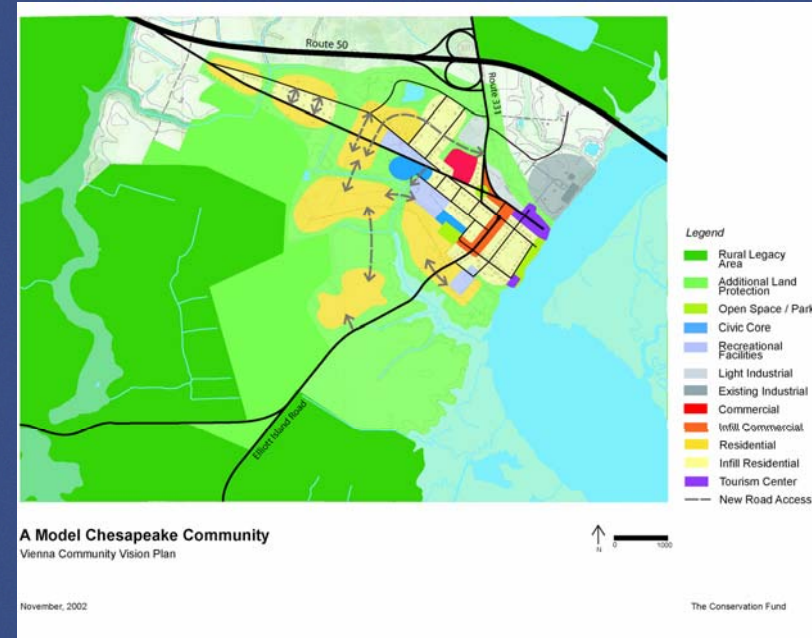 Route 50
Route 331
Elliott Island Road
Legend
Rural Legacy
Area
Additional Land
Protection
Open Space / Park
Civic Core
Recreational
Facilities
Light Industrial
Existing Industrial
Commercial
Infill Commercial
Residential
Infill Residential
Tourism Center
New Road Access
A Model Chesapeake Community
Vienna Community Vision Plan
N
0 1000
November, 2002
The Conservation Fund